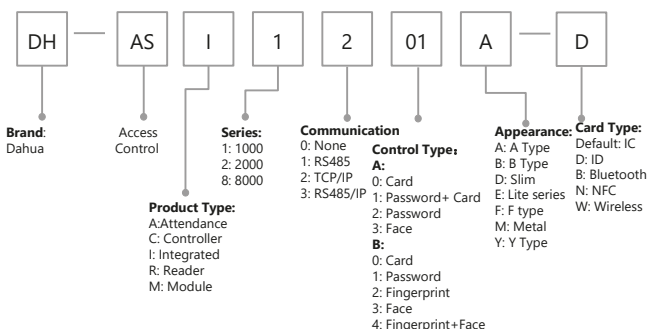 DH — AS I 1 2 01 A — D
Brand:
Dahua
Access
Control
Product Type:
A:Attendance
C: Controller
I: Integrated
R: Reader
M: Module
Series:
1: 1000
2: 2000
8: 8000
Communication
0: None
1: RS485
2: TCP/IP
3: RS485/IP
Control Type：
A:
0: Card
1: Password+ Card
2: Password
3: Face
B:
0: Card
1: Password
2: Fingerprint
3: Face
4: Fingerprint+Face
Appearance:
A: A Type
B: B Type
D: Slim
E: Lite series
F: F type
M: Metal
Y: Y Type
Card Type:
Default: IC
D: ID
B: Bluetooth
N: NFC
W: Wireless